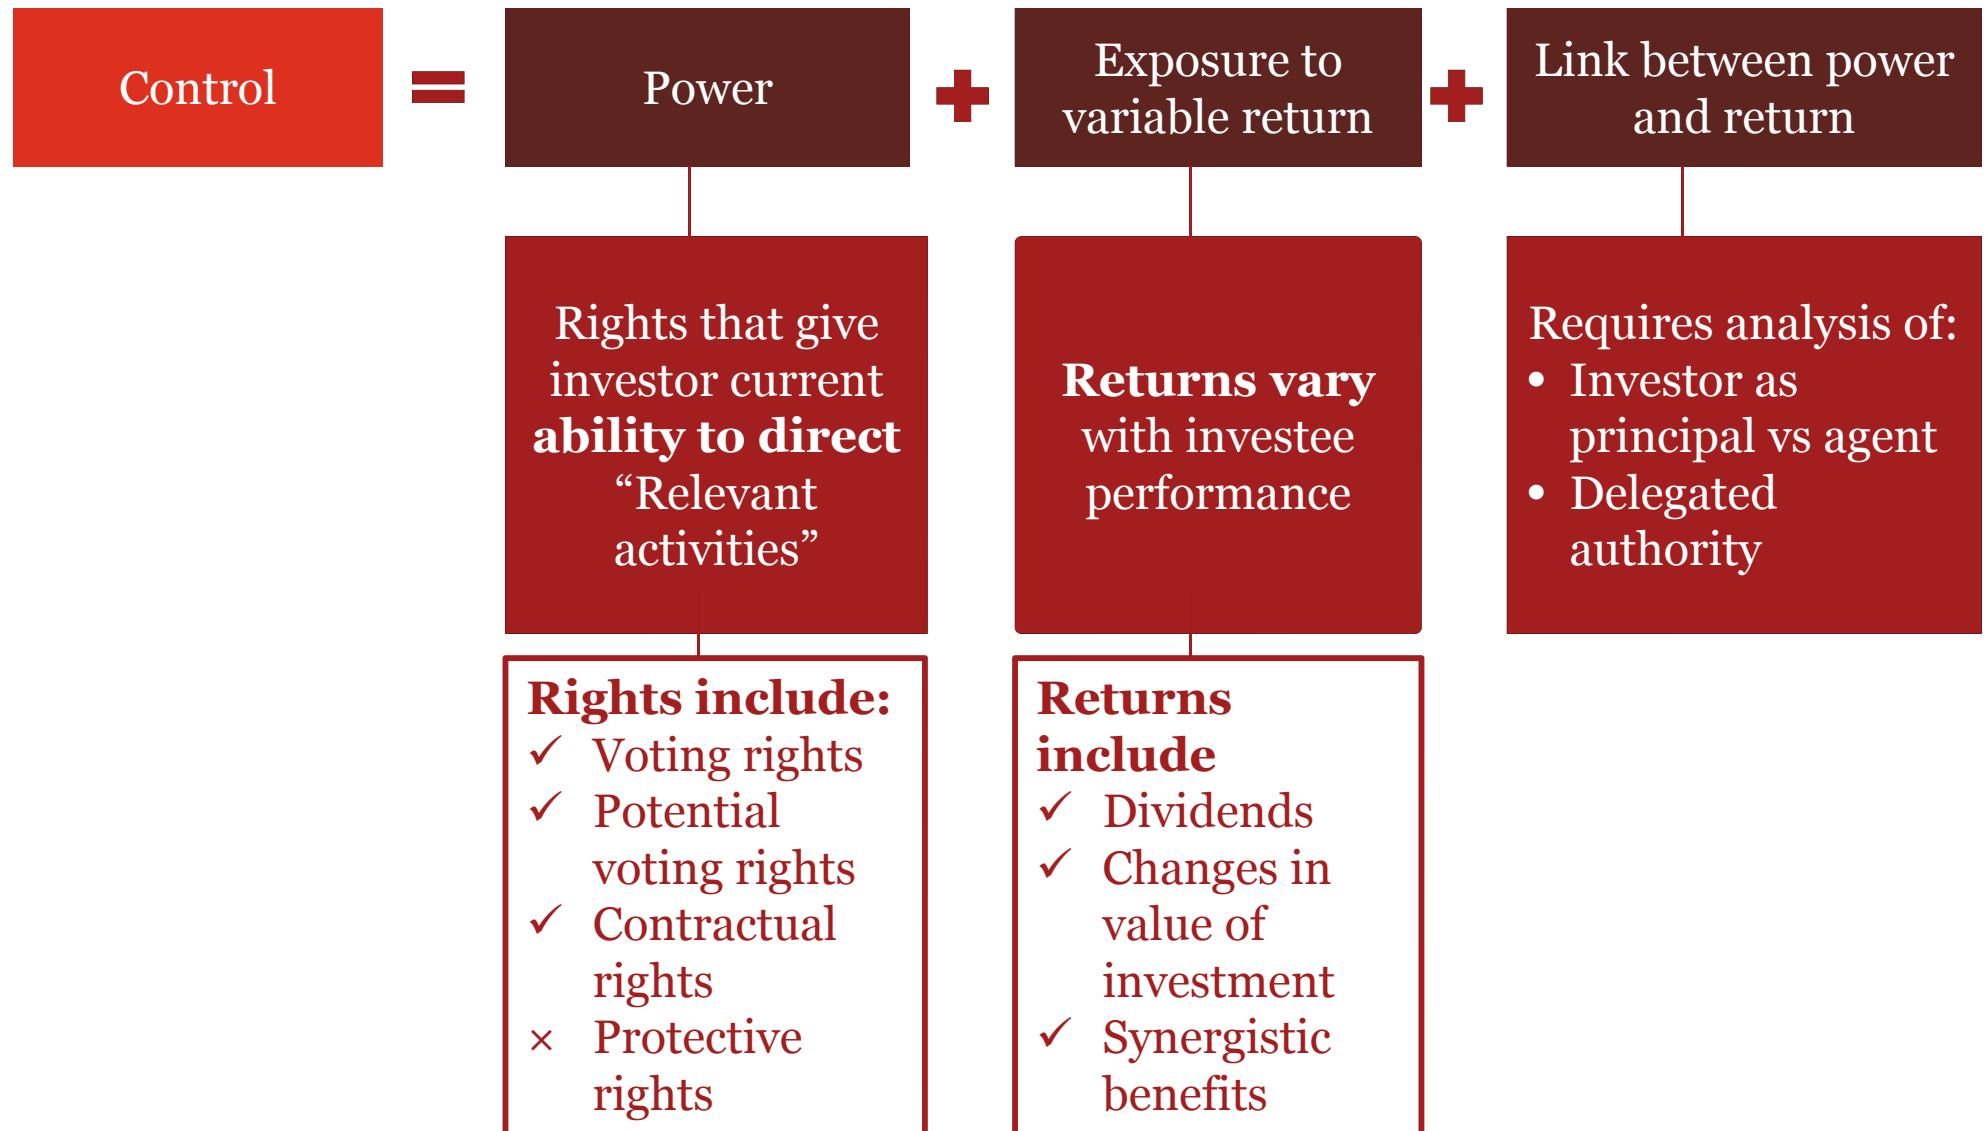 Control
=
Power
+
Exposure to
variable return
+
Link between power
and return
Rights that give
investor current
ability to direct
“Relevant
activities”
Returns vary
with investee
performance
Requires analysis of:
• Investor as
principal vs agent
• Delegated
authority
Rights include:
✓ Voting rights
✓ Potential
voting rights
✓ Contractual
rights
× Protective
rights
Returns
include
✓ Dividends
✓ Changes in
value of
investment
✓ Synergistic
benefits